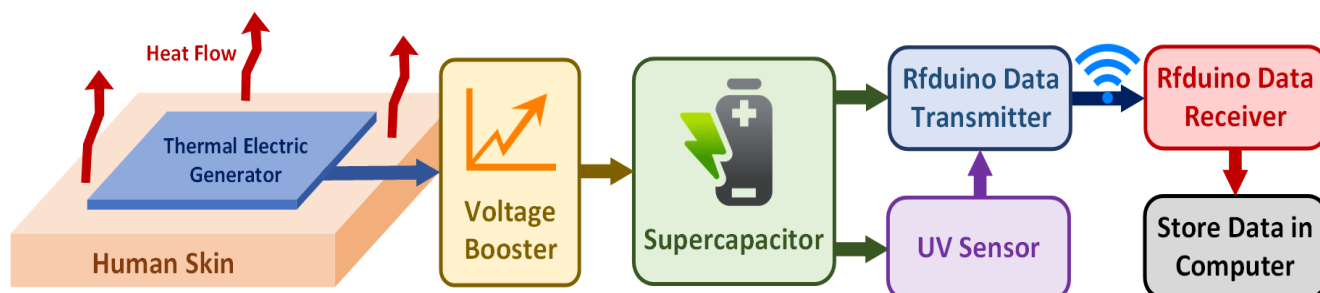 Heat Flow
Thermal Electric
Generator
Human Skin
Voltage
Booster
Supercapacitor
Rfduino Data
Transmitter
UV Sensor
Rfduino Data
Receiver
Store Data in
Computer